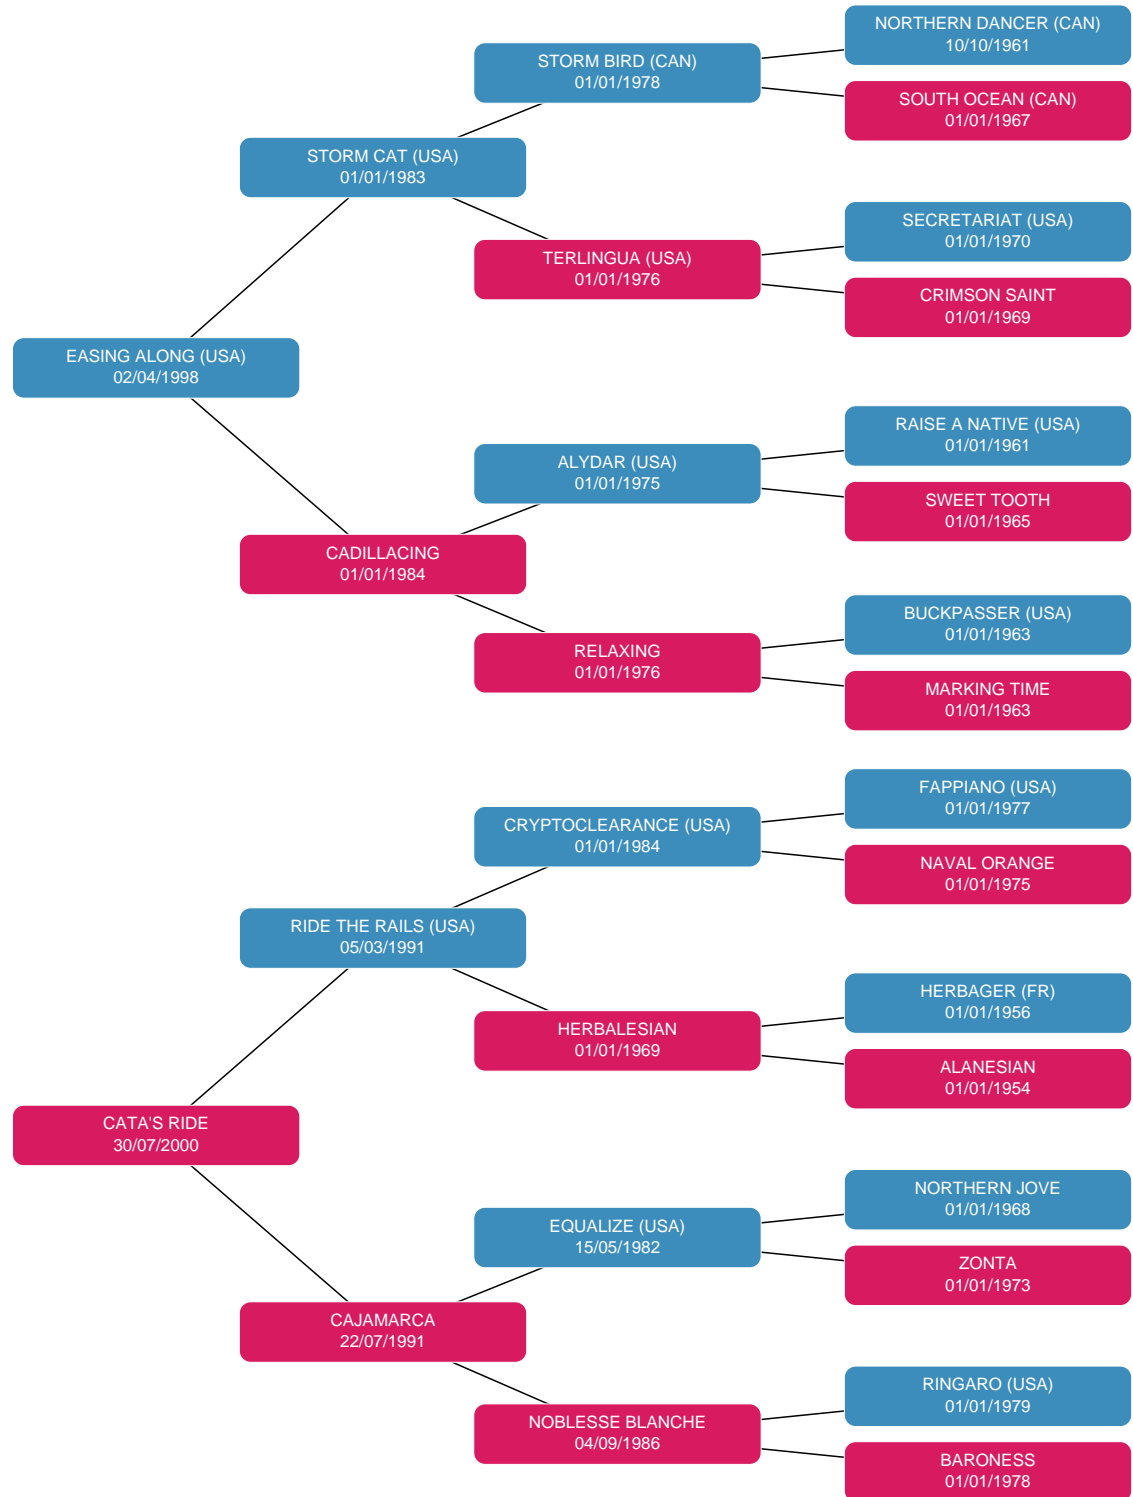 NORTHERN DANCER (CAN)
10/10/1961
STORM BIRD (CAN)
01/01/1978
SOUTH OCEAN (CAN)
01/01/1967
STORM CAT (USA)
01/01/1983
SECRETARIAT (USA)
01/01/1970
TERLINGUA (USA)
01/01/1976
CRIMSON SAINT
01/01/1969
EASING ALONG (USA)
02/04/1998
RAISE A NATIVE (USA)
01/01/1961
ALYDAR (USA)
01/01/1975
SWEET TOOTH
01/01/1965
CADILLACING
01/01/1984
BUCKPASSER (USA)
01/01/1963
RELAXING
01/01/1976
MARKING TIME
01/01/1963
FAPPIANO (USA)
01/01/1977
CRYPTOCLEARANCE (USA)
01/01/1984
NAVAL ORANGE
01/01/1975
RIDE THE RAILS (USA)
05/03/1991
HERBAGER (FR)
01/01/1956
HERBALESIAN
01/01/1969
ALANESIAN
01/01/1954
CATA'S RIDE
30/07/2000
NORTHERN JOVE
01/01/1968
EQUALIZE (USA)
15/05/1982
ZONTA
01/01/1973
CAJAMARCA
22/07/1991
RINGARO (USA)
01/01/1979
NOBLESSE BLANCHE
04/09/1986
BARONESS
01/01/1978